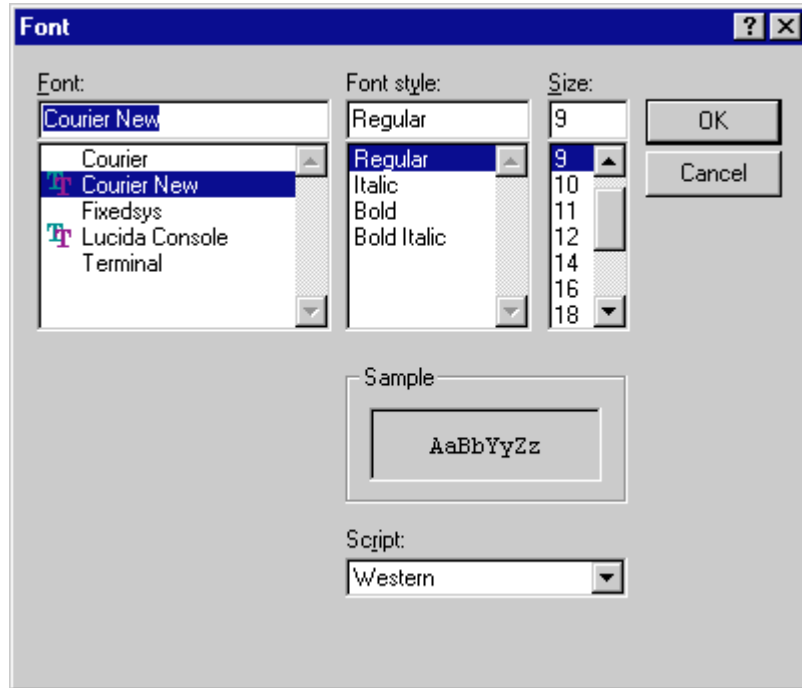 Font
Font:
Courier New
Courier
Courier New
Fixedsys
Lucida Console
Terminal
Font style:
Regular
Regular
Italic
Bold
Bold Italic
Size:
9
9
10
11
12
14
16
18
OK
Cancel
Sample
AaBbYyZz
Script:
Western